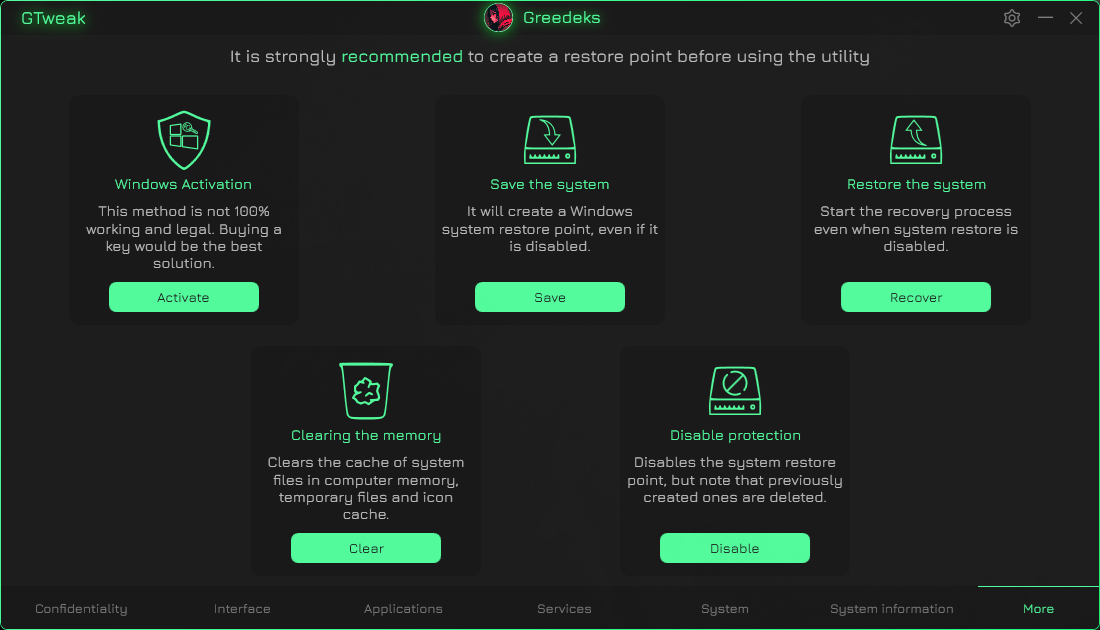 GTweak
Greedeks
It is strongly recommended to create a restore point before using the utility
Windows Activation
This method is not 100%
working and legal. Buying a
key would be the best
solution.
Activate
Save the system
It will create a Windows
system restore point, even if it
is disabled.
Save
Restore the system
Start the recovery process
even when system restore is
disabled.
Recover
Clearing the memory
Clears the cache of system
files in computer memory,
temporary files and icon
cache.
Clear
Disable protection
Disables the system restore
point, but note that previously
created ones are deleted.
Disable
Confidentiality
Interface
Applications
Services
System
System information
More